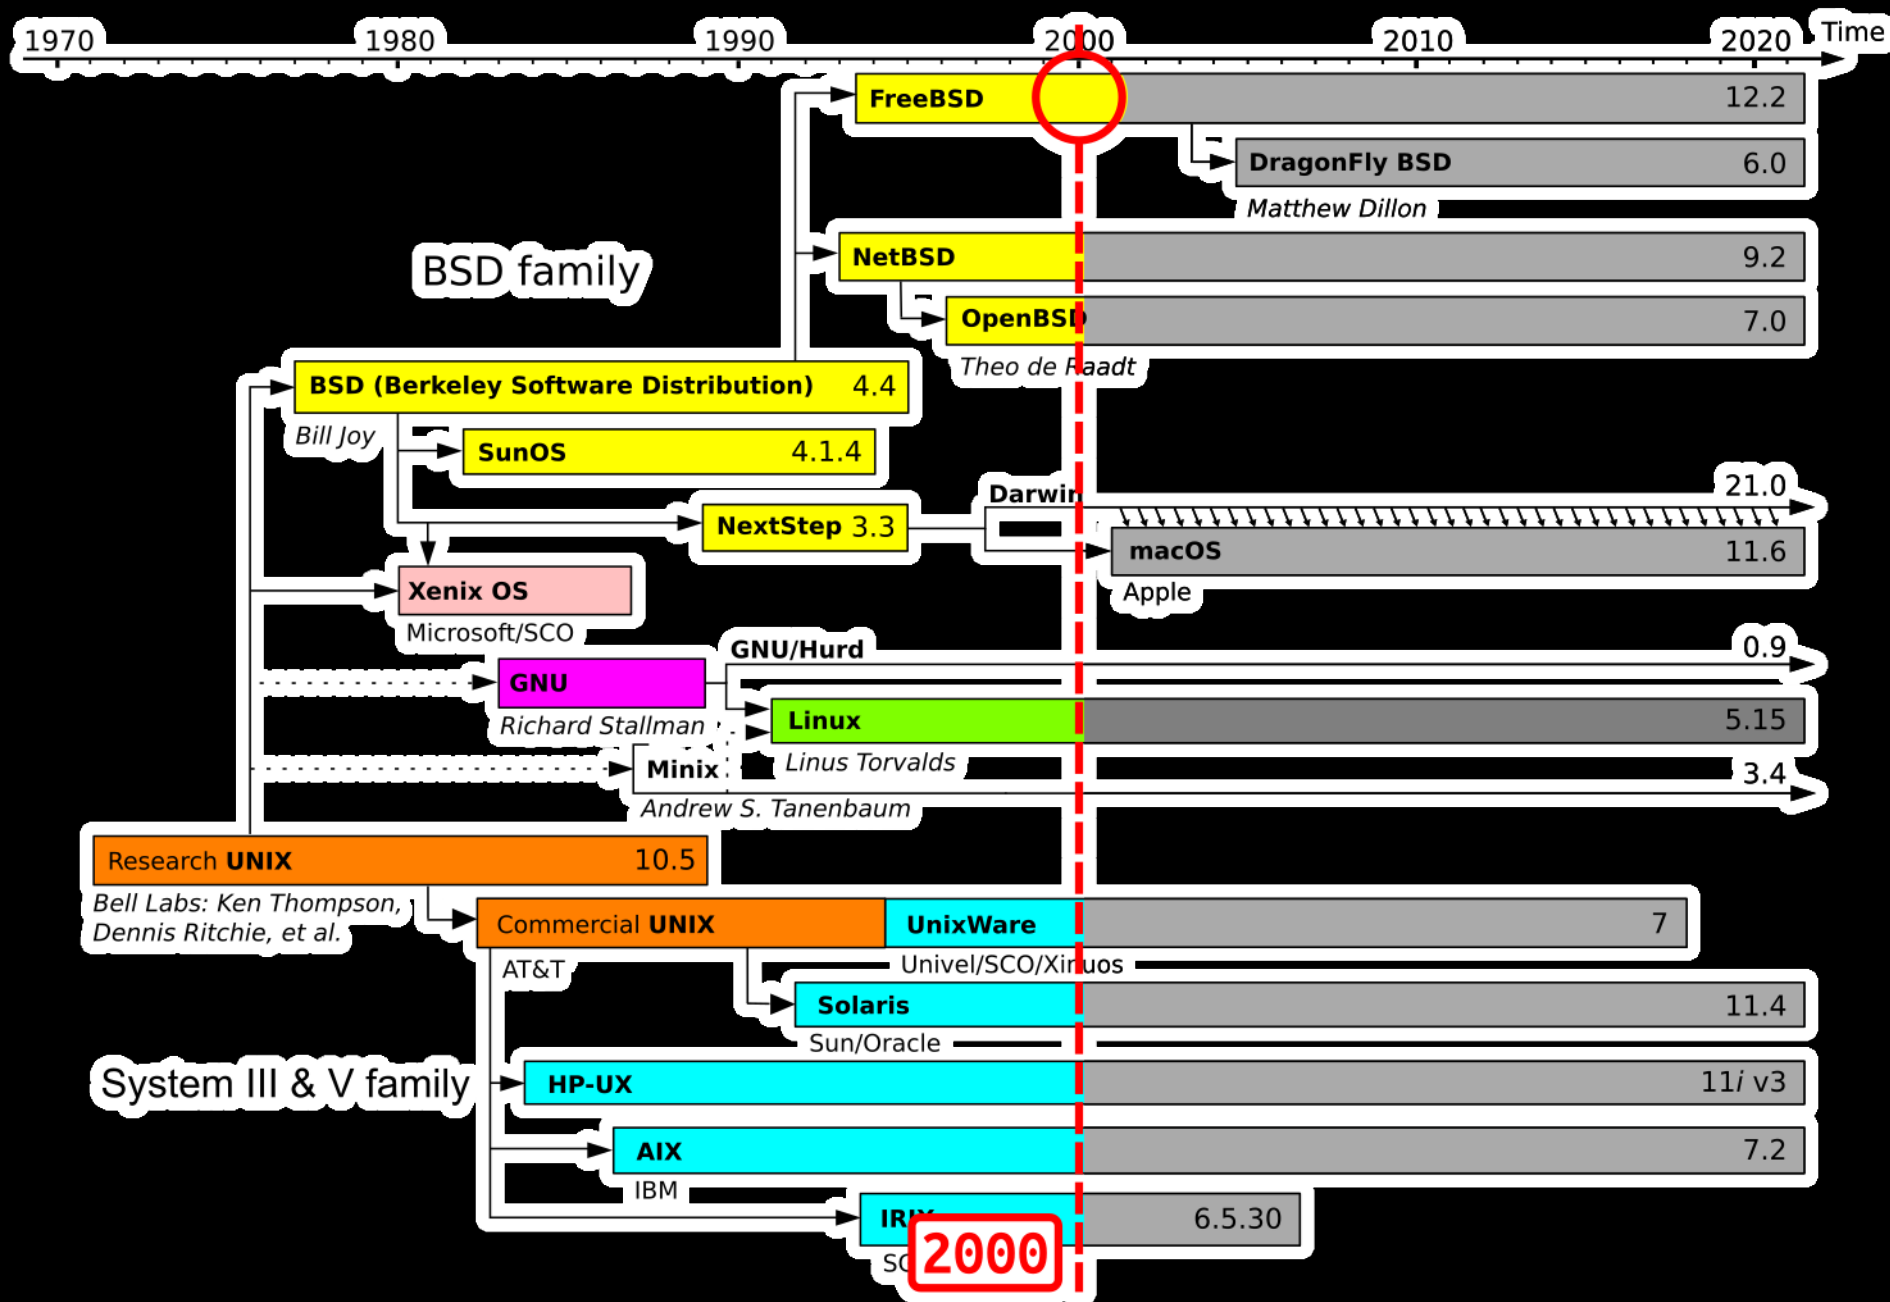 1970 1980 1990 2000 2010 2020 Time
FreeBSD 12.2
DragonFly BSD 6.0
Matthew Dillon
NetBSD 9.2
BSD family
OpenBSD 7.0
Theo de Raadt
BSD (Berkeley Software Distribution) 4.4
Bill Joy
SunOS 4.1.4
Darwin 21.0
NextStep 3.3
macOS 11.6
Apple
Xenix OS
Microsoft/SCO
GNU/Hurd 0.9
GNU
Richard Stallman
Linux 5.15
Linus Torvalds
Minix 3.4
Andrew S. Tanenbaum
Research UNIX 10.5
Bell Labs: Ken Thompson,
Dennis Ritchie, et al.
Commercial UNIX UnixWare 7
AT&T Univel/SCO/Xinuos
Solaris 11.4
Sun/Oracle
System III & V family
HP-UX 11i v3
AIX 7.2
IBM
IRIX 6.5.30
2000